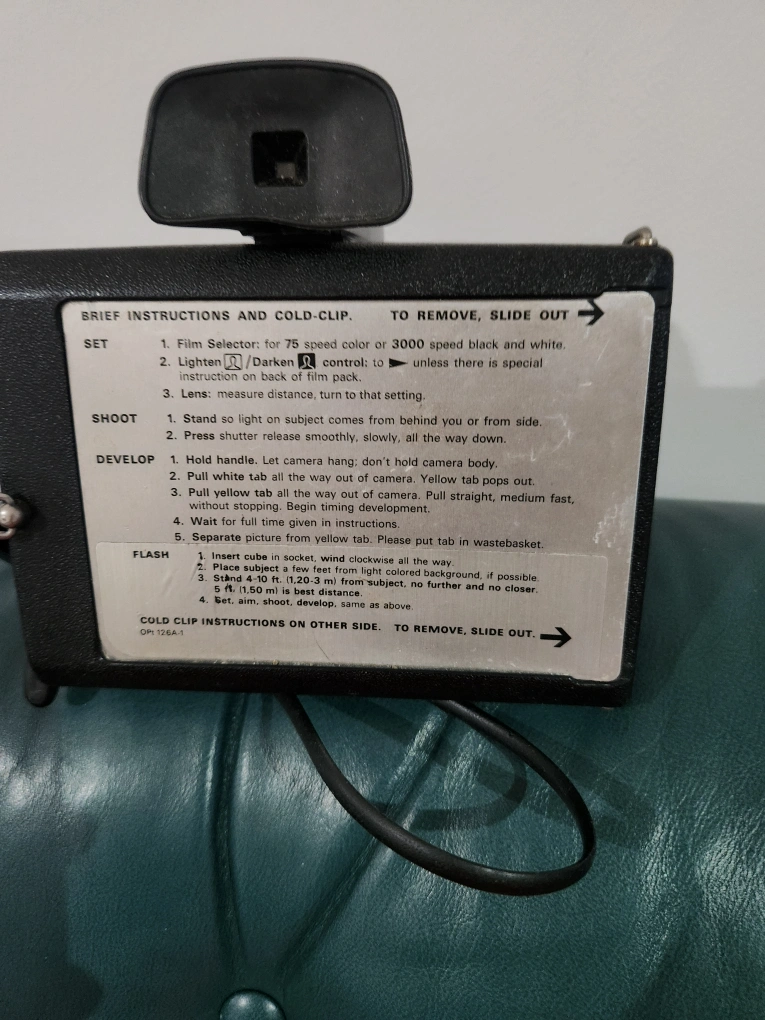 BRIEF INSTRUCTIONS AND COLD-CLIP. TO REMOVE, SLIDE OUT
SET 1. Film Selector: for 75 speed color or 3000 speed black and white.
2. Lighten /Darken control: to unless there is special
instruction on back of film pack.
3. Lens: measure distance, turn to that setting.
SHOOT 1. Stand so light on subject comes from behind you or from side.
2. Press shutter release smoothly, slowly, all the way down.
DEVELOP 1. Hold handle. Let camera hang; don't hold camera body.
2. Pull white tab all the way out of camera. Yellow tab pops out.
3. Pull yellow tab all the way out of camera. Pull straight, medium fast,
without stopping. Begin timing development.
4. Wait for full time given in instructions.
5. Separate picture from yellow tab. Please put tab in wastebasket.
FLASH 1. Insert cube in socket, wind clockwise all the way.
2. Place subject a few feet from light colored background, if possible.
3. Stand 4-10 ft. (1,20-3 m) from subject, no further and no closer.
5 ft. (1,50 m) is best distance.
4. Set, aim, shoot, develop, same as above.
COLD CLIP INSTRUCTIONS ON OTHER SIDE. TO REMOVE, SLIDE OUT.
OPI 126A-1